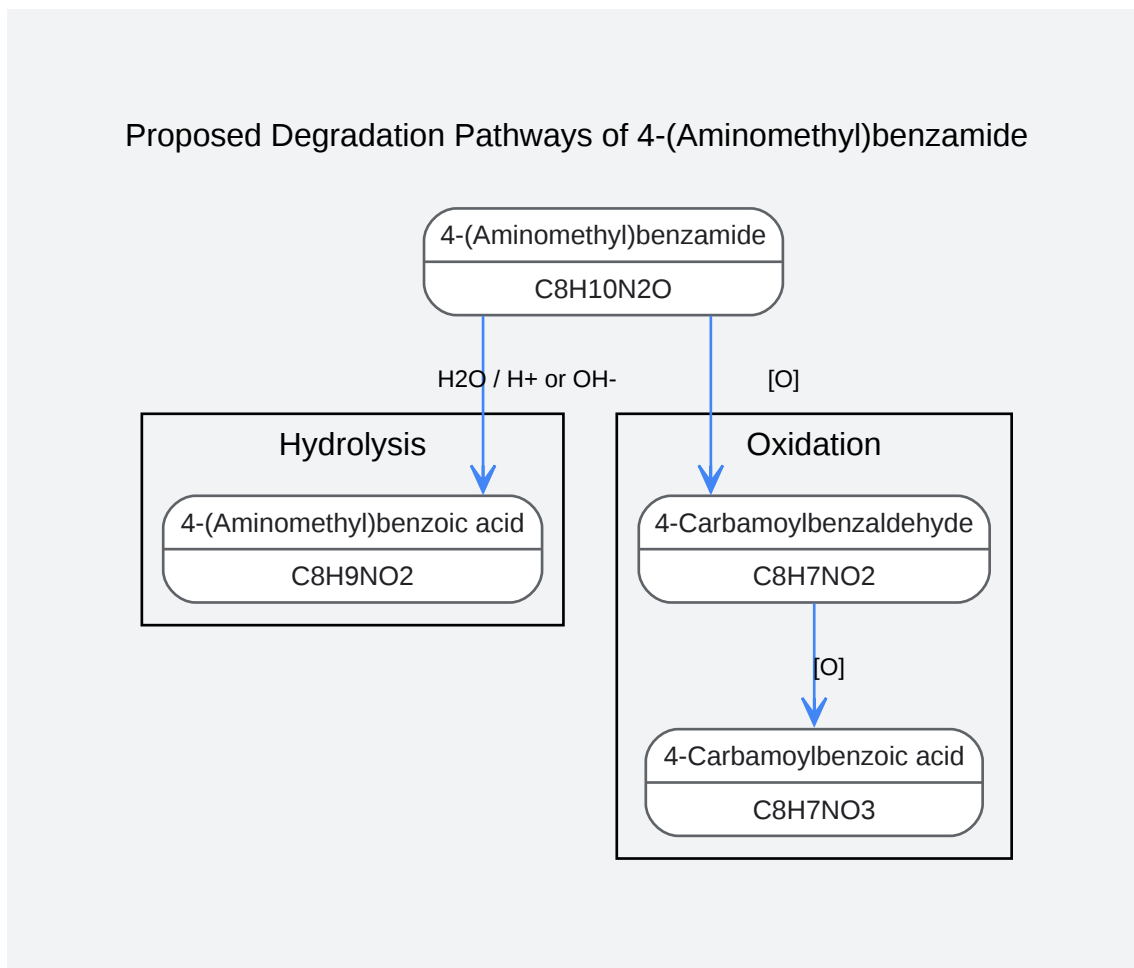 Proposed Degradation Pathways of 4-(Aminomethyl)benzamide
4-(Aminomethyl)benzamide
C8H10N2O
H2O / H+ or OH-
[O]
Hydrolysis
4-(Aminomethyl)benzoic acid
C8H9NO2
Oxidation
4-Carbamoylbenzaldehyde
C8H7NO2
[O]
4-Carbamoylbenzoic acid
C8H7NO3